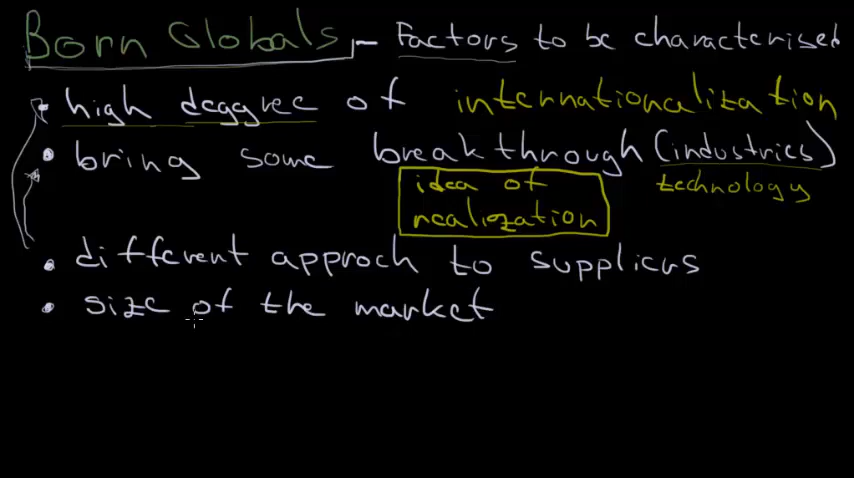 Born Globals - Factors to be characterised
• high deggree of internationalization
• bring some breakthrough (industries)
technology
idea of
realization
• different approch to suppliers
• size of the market